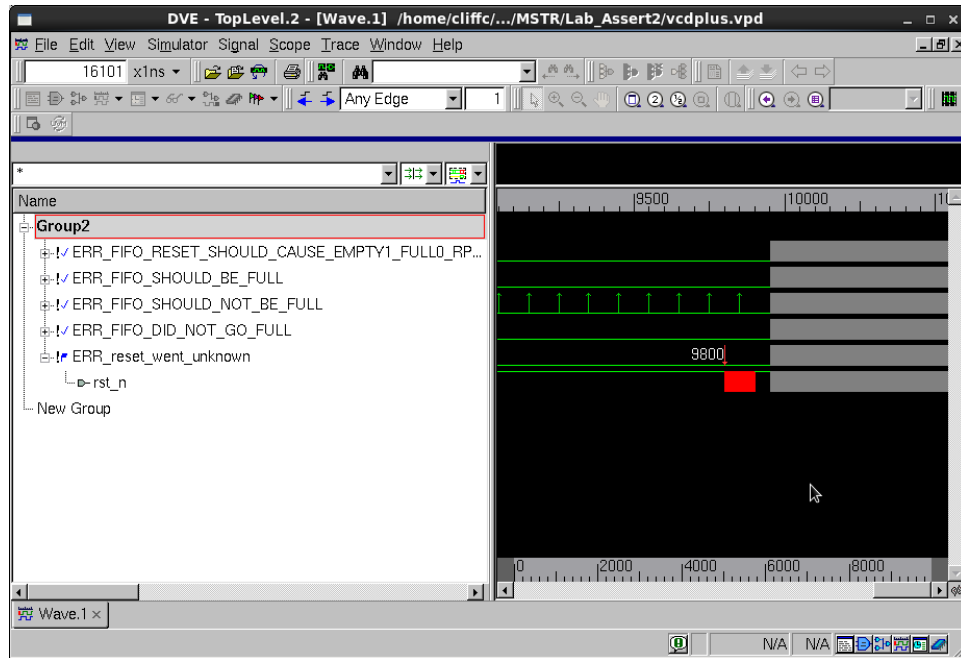 DVE - TopLevel.2 - [Wave.1] /home/cliffc/.../MSTR/Lab_Assert2/vcdplus.vpd
File Edit View Simulator Signal Scope Trace Window Help
16101 x1ns
Any Edge 1
*
Name
9500 10000
Group2
ERR_FIFO_RESET_SHOULD_CAUSE_EMPTY1_FULL0_RP...
ERR_FIFO_SHOULD_BE_FULL
ERR_FIFO_SHOULD_NOT_BE_FULL
ERR_FIFO_DID_NOT_GO_FULL
ERR_reset_went_unknown 9800
rst_n
New Group
0 2000 4000 6000 8000
Wave.1
N/A N/A